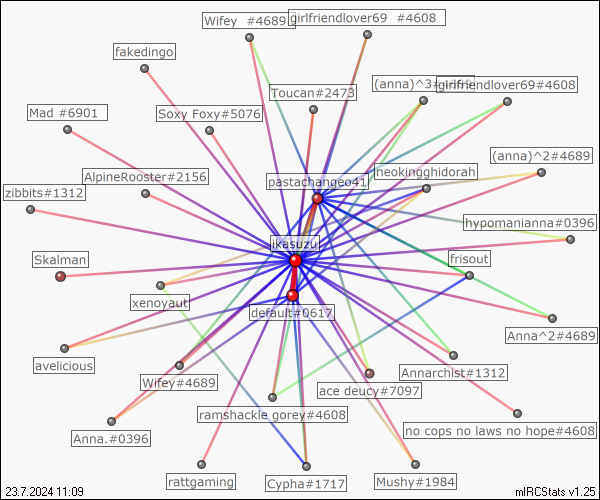 Wifey  #4689
girlfriendlover69  #4608
fakedingo
(anna)^3#
girlfriendlover69#4608
Toucan#2473
Mad #6901
Soxy Foxy#5076
(anna)^2#4689
neokingghidorah
AlpineRooster#2156
pastachangeo41
zibbits#1312
hypomanianna#0396
ikasuzu
Skalman
frisout
xenoyaut
default#0617
Anna^2#4689
avelicious
Annarchist#1312
Wifey#4689
ace deucy#7097
ramshackle gorey#4608
no cops no laws no hope#4608
Anna.#0396
rattgaming
Cypha#1717
Mushy#1984
23.7.2024 11:09
mIRCStats v1.25